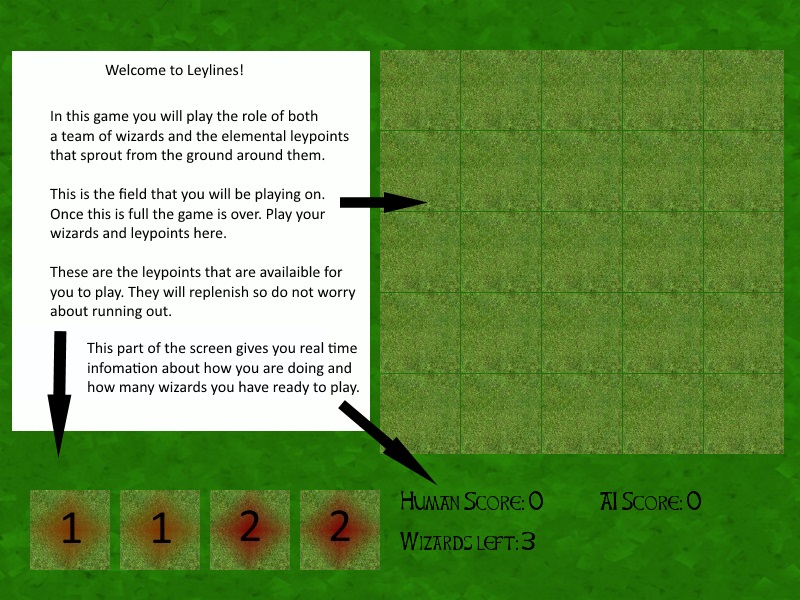 Welcome to Leylines!
In this game you will play the role of both
a team of wizards and the elemental leypoints
that sprout from the ground around them.
This is the field that you will be playing on.
Once this is full the game is over. Play your
wizards and leypoints here.
These are the leypoints that are availaible for
you to play. They will replenish so do not worry
about running out.
This part of the screen gives you real time
infomation about how you are doing and
how many wizards you have ready to play.
1 1 2 2
Human Score: 0 AI Score: 0
Wizards left: 3